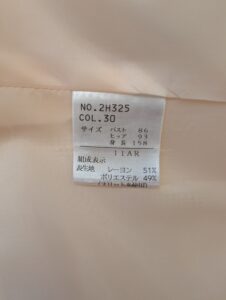 NO.2H325
COL.30
サイズ バスト 86
ヒップ 93
身長 158
11AR
組成表示
表生地 レーヨン 51%
ポリエステル 49%